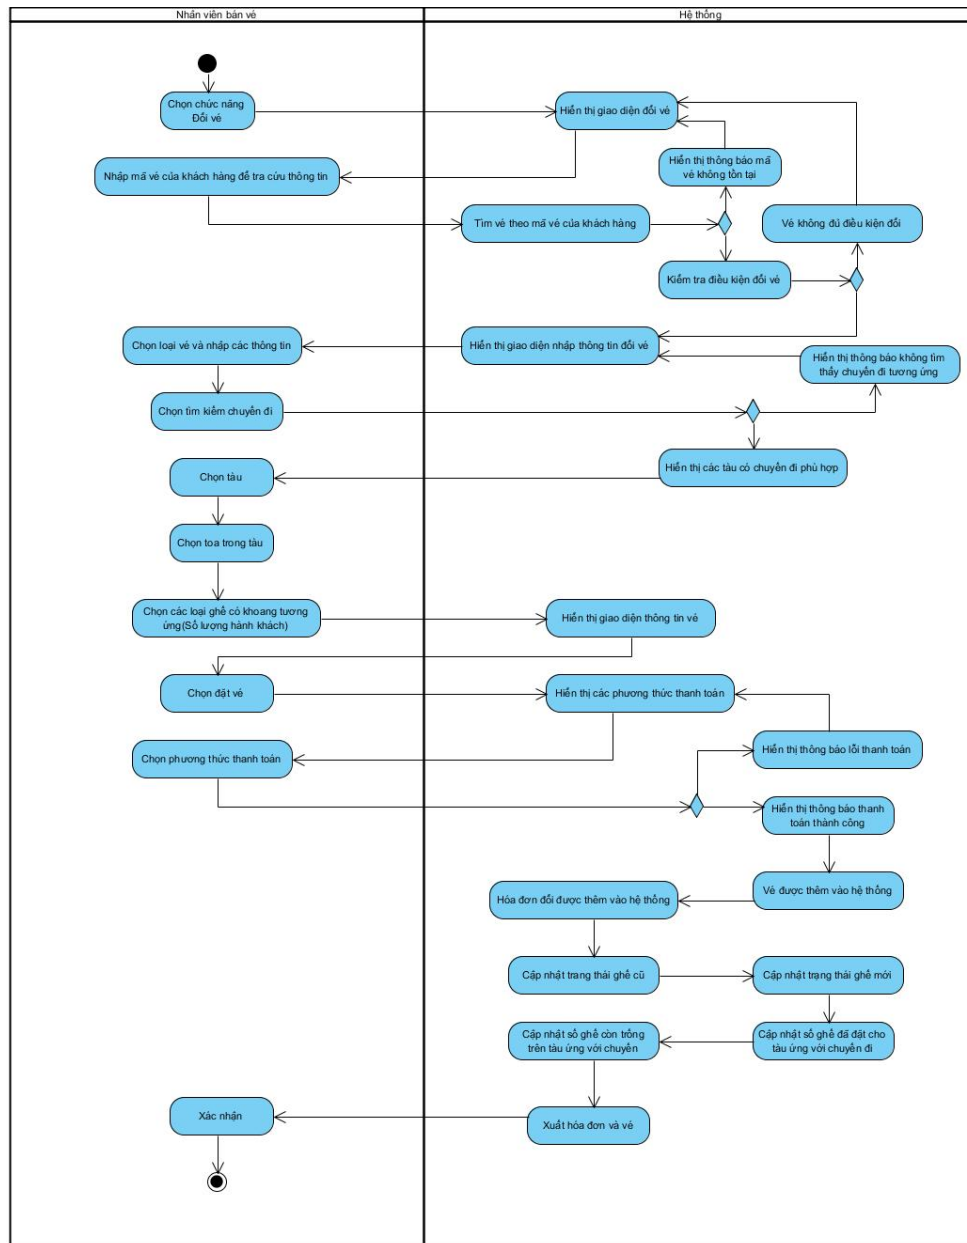 Nhân viên bán vé
Hệ thống
Chọn chức năng
Đổi vé
Hiển thị giao diện đổi vé
Hiển thị thông báo mã
vé không tồn tại
Nhập mã vé của khách hàng để tra cứu thông tin
Tìm vé theo mã vé của khách hàng
Vé không đủ điều kiện đổi
Kiểm tra điều kiện đổi vé
Chọn loại vé và nhập các thông tin
Hiển thị giao diện nhập thông tin đổi vé
Hiển thị thông báo không tìm
thấy chuyến đi tương ứng
Chọn tìm kiếm chuyến đi
Hiển thị các tàu có chuyến đi phù hợp
Chọn tàu
Chọn toa trong tàu
Chọn các loại ghế có khoang tương
ứng(Số lượng hành khách)
Hiển thị giao diện thông tin vé
Chọn đặt vé
Hiển thị các phương thức thanh toán
Chọn phương thức thanh toán
Hiển thị thông báo lỗi thanh toán
Hiển thị thông báo thanh
toán thành công
Vé được thêm vào hệ thống
Hóa đơn đổi được thêm vào hệ thống
Cập nhật trang thái ghế cũ
Cập nhật trạng thái ghế mới
Cập nhật số ghế còn trống
trên tàu ứng với chuyến
Cập nhật số ghế đã đặt cho
tàu ứng với chuyến đi
Xác nhận
Xuất hóa đơn và vé